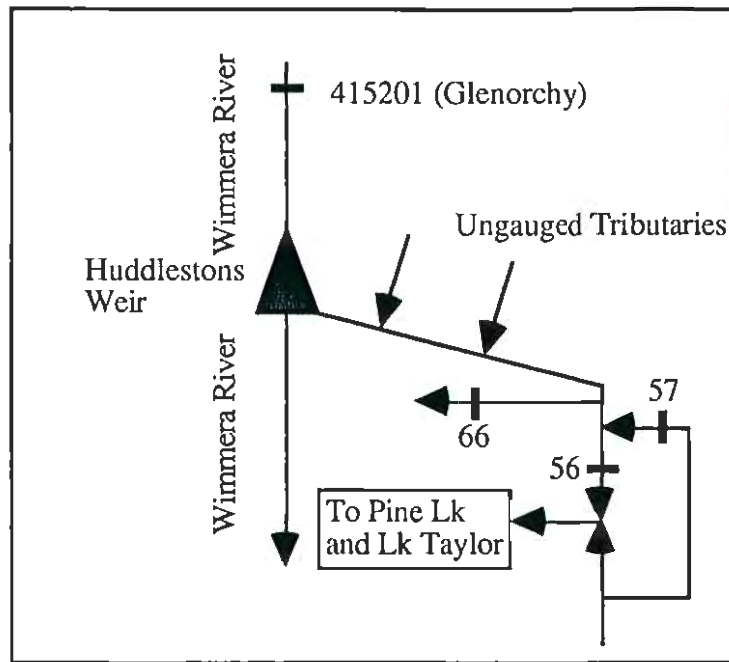 Wimmera River
415201 (Glenorchy)
Ungauged Tributaries
Huddlestons
Weir
Wimmera River
66
57
56
To Pine Lk
and Lk Taylor